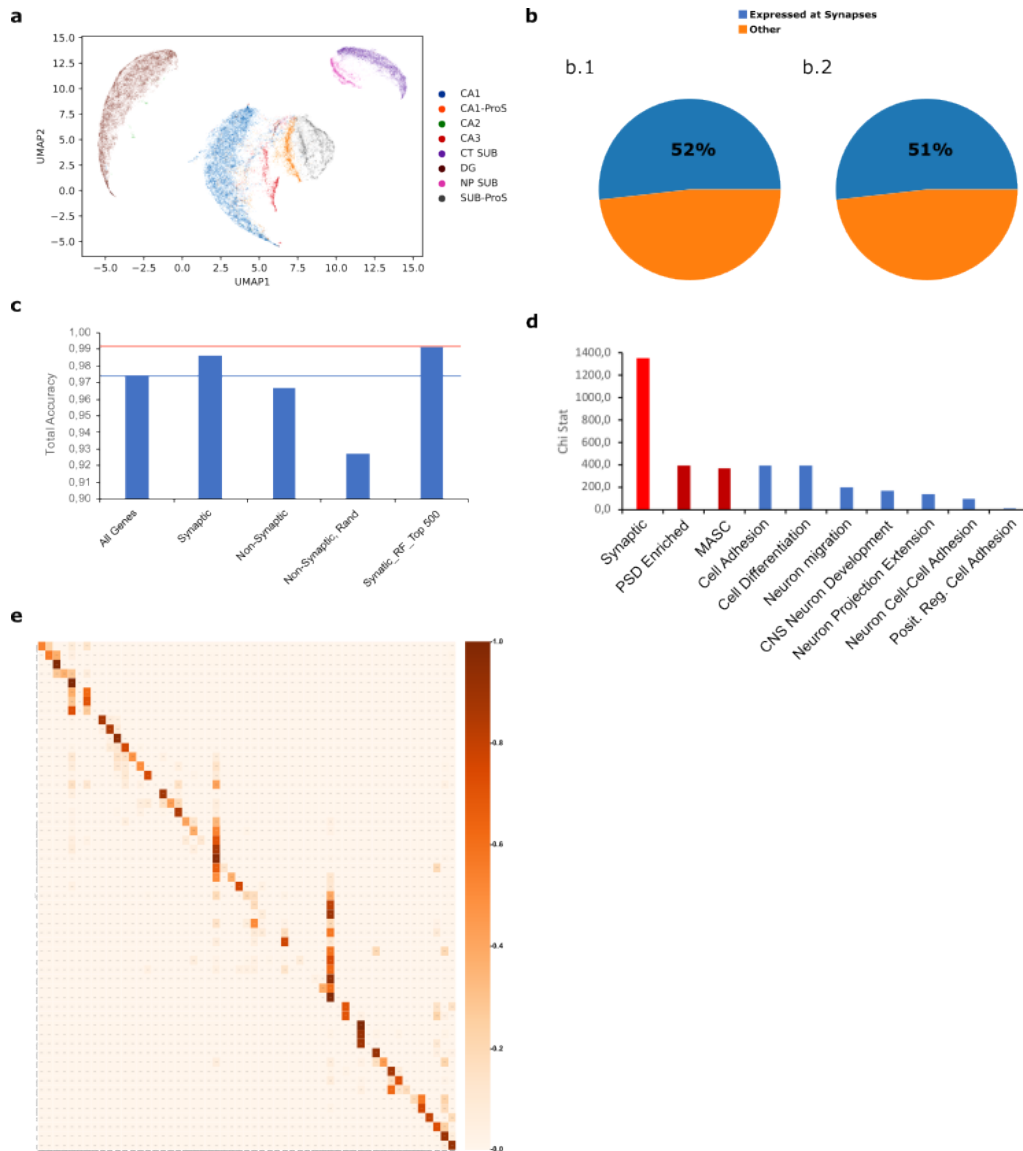 a
15.0
12.5
10.0
7.5
5.0
2.5
0.0
−2.5
−5.0
UMAP2
−5.0 −2.5 0.0 2.5 5.0 7.5 10.0 12.5 15.0
UMAP1
CA1
CA1-ProS
CA2
CA3
CT SUB
DG
NP SUB
SUB-ProS
b
Expressed at Synapses
Other
b.1
b.2
52%
51%
c
1,00
0,99
0,98
0,97
0,96
0,95
0,94
0,93
0,92
0,91
0,90
Total Accuracy
All Genes
Synaptic
Non-Synaptic
Non-Synaptic, Rand
Synatic_RF_Top 500
d
1400,0
1200,0
1000,0
800,0
600,0
400,0
200,0
0,0
Chi Stat
Synaptic
PSD Enriched
MASC
Cell Adhesion
Cell Differentiation
Neuron migration
CNS Neuron Development
Neuron Projection Extension
Neuron Cell-Cell Adhesion
Posit. Reg. Cell Adhesion
e
1.0
0.8
0.6
0.4
0.2
0.0